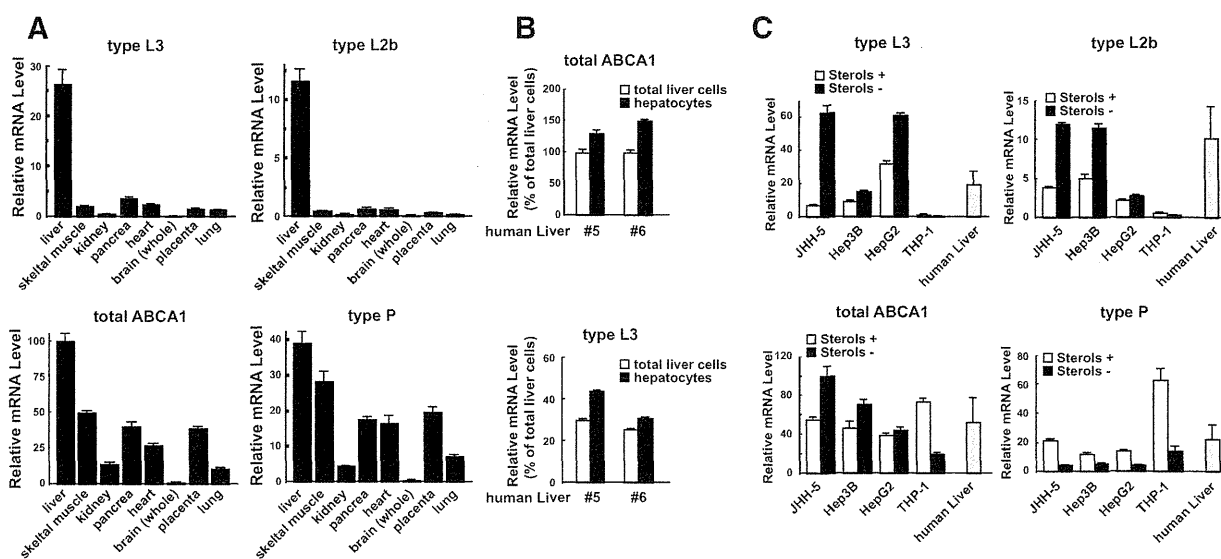 A
type L3
Relative mRNA Level
30
20
10
0
liver
skeltal muscle
kidney
pancrea
heart
brain (whole)
placenta
lung
type L2b
Relative mRNA Level
10
5
0
liver
skeltal muscle
kidney
pancrea
heart
brain (whole)
placenta
lung
total ABCA1
Relative mRNA Level
100
75
50
25
0
liver
skeltal muscle
kidney
pancrea
heart
brain (whole)
placenta
lung
type P
Relative mRNA Level
40
30
20
10
0
liver
skeltal muscle
kidney
pancrea
heart
brain (whole)
placenta
lung
B
total ABCA1
Relative mRNA Level
(% of total liver cells)
200
150
100
50
0
total liver cells
hepatocytes
human Liver #5 #6
type L3
Relative mRNA Level
(% of total liver cells)
60
40
20
0
total liver cells
hepatocytes
human Liver #5 #6
C
type L3
Relative mRNA Level
60
40
20
0
Sterols +
Sterols -
JHH-5
Hep3B
HepG2
THP-1
human Liver
type L2b
Relative mRNA Level
15
10
5
0
Sterols +
Sterols -
JHH-5
Hep3B
HepG2
THP-1
human Liver
total ABCA1
Relative mRNA Level
120
80
40
0
Sterols +
Sterols -
JHH-5
Hep3B
HepG2
THP-1
human Liver
type P
Relative mRNA Level
80
60
40
20
0
Sterols +
Sterols -
JHH-5
Hep3B
HepG2
THP-1
human Liver